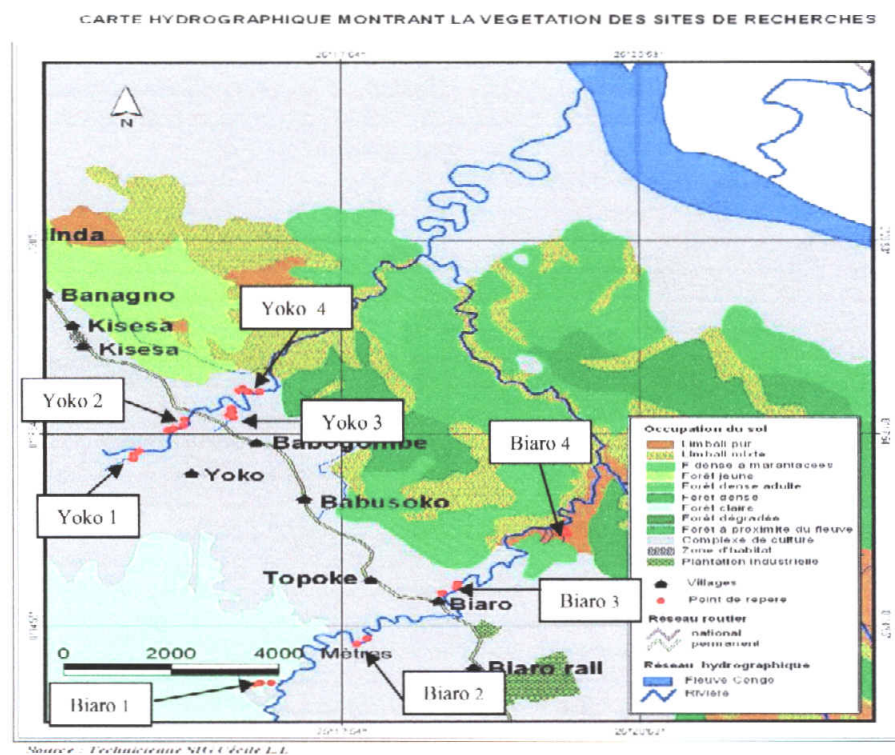 CARTE HYDROGRAPHIQUE MONTRANT LA VEGETATION DES SITES DE RECHERCHES
N
Inda
Banagno
Kisesa
Kisesa
Yoko 4
Yoko 2
Yoko 3
Babogombe
Biaro 4
Yoko
Yoko 1
Babusoko
Topoke
Biaro
Biaro 3
0 2000 4000
Mètres
Biaro rail
Biaro 1
Biaro 2
Occupation du sol
Limbali pur
Limbali mixte
F dense à marantacées
Forêt jeune
Forêt dense adulte
Forêt dense
Forêt claire
Forêt dégradée
Forêt à proximité du fleuve
Complexe de culture
Zone d'habitat
Plantation industrielle
Villages
Point de repère
Réseau routier
national
permanent
Réseau hydrographique
Fleuve Congo
Rivière
Source : Technicienne SIG Cécile